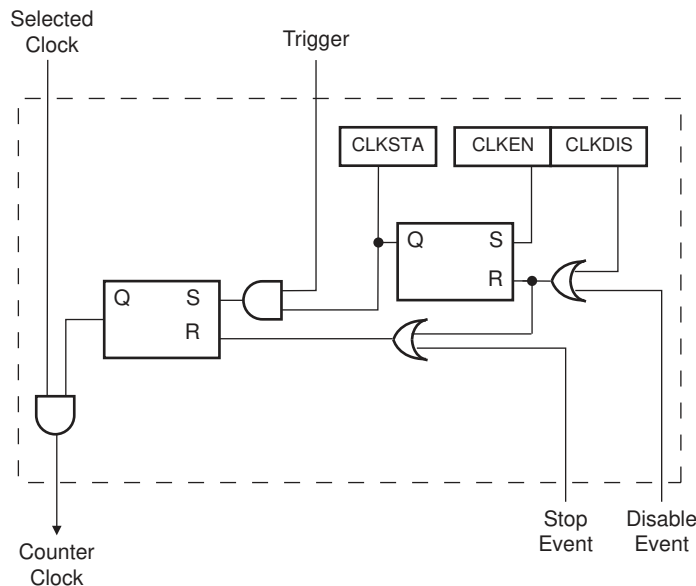 Selected
Clock
Trigger
CLKSTA
CLKEN
CLKDIS
Q
S
R
Q
S
R
Stop
Event
Disable
Event
Counter
Clock